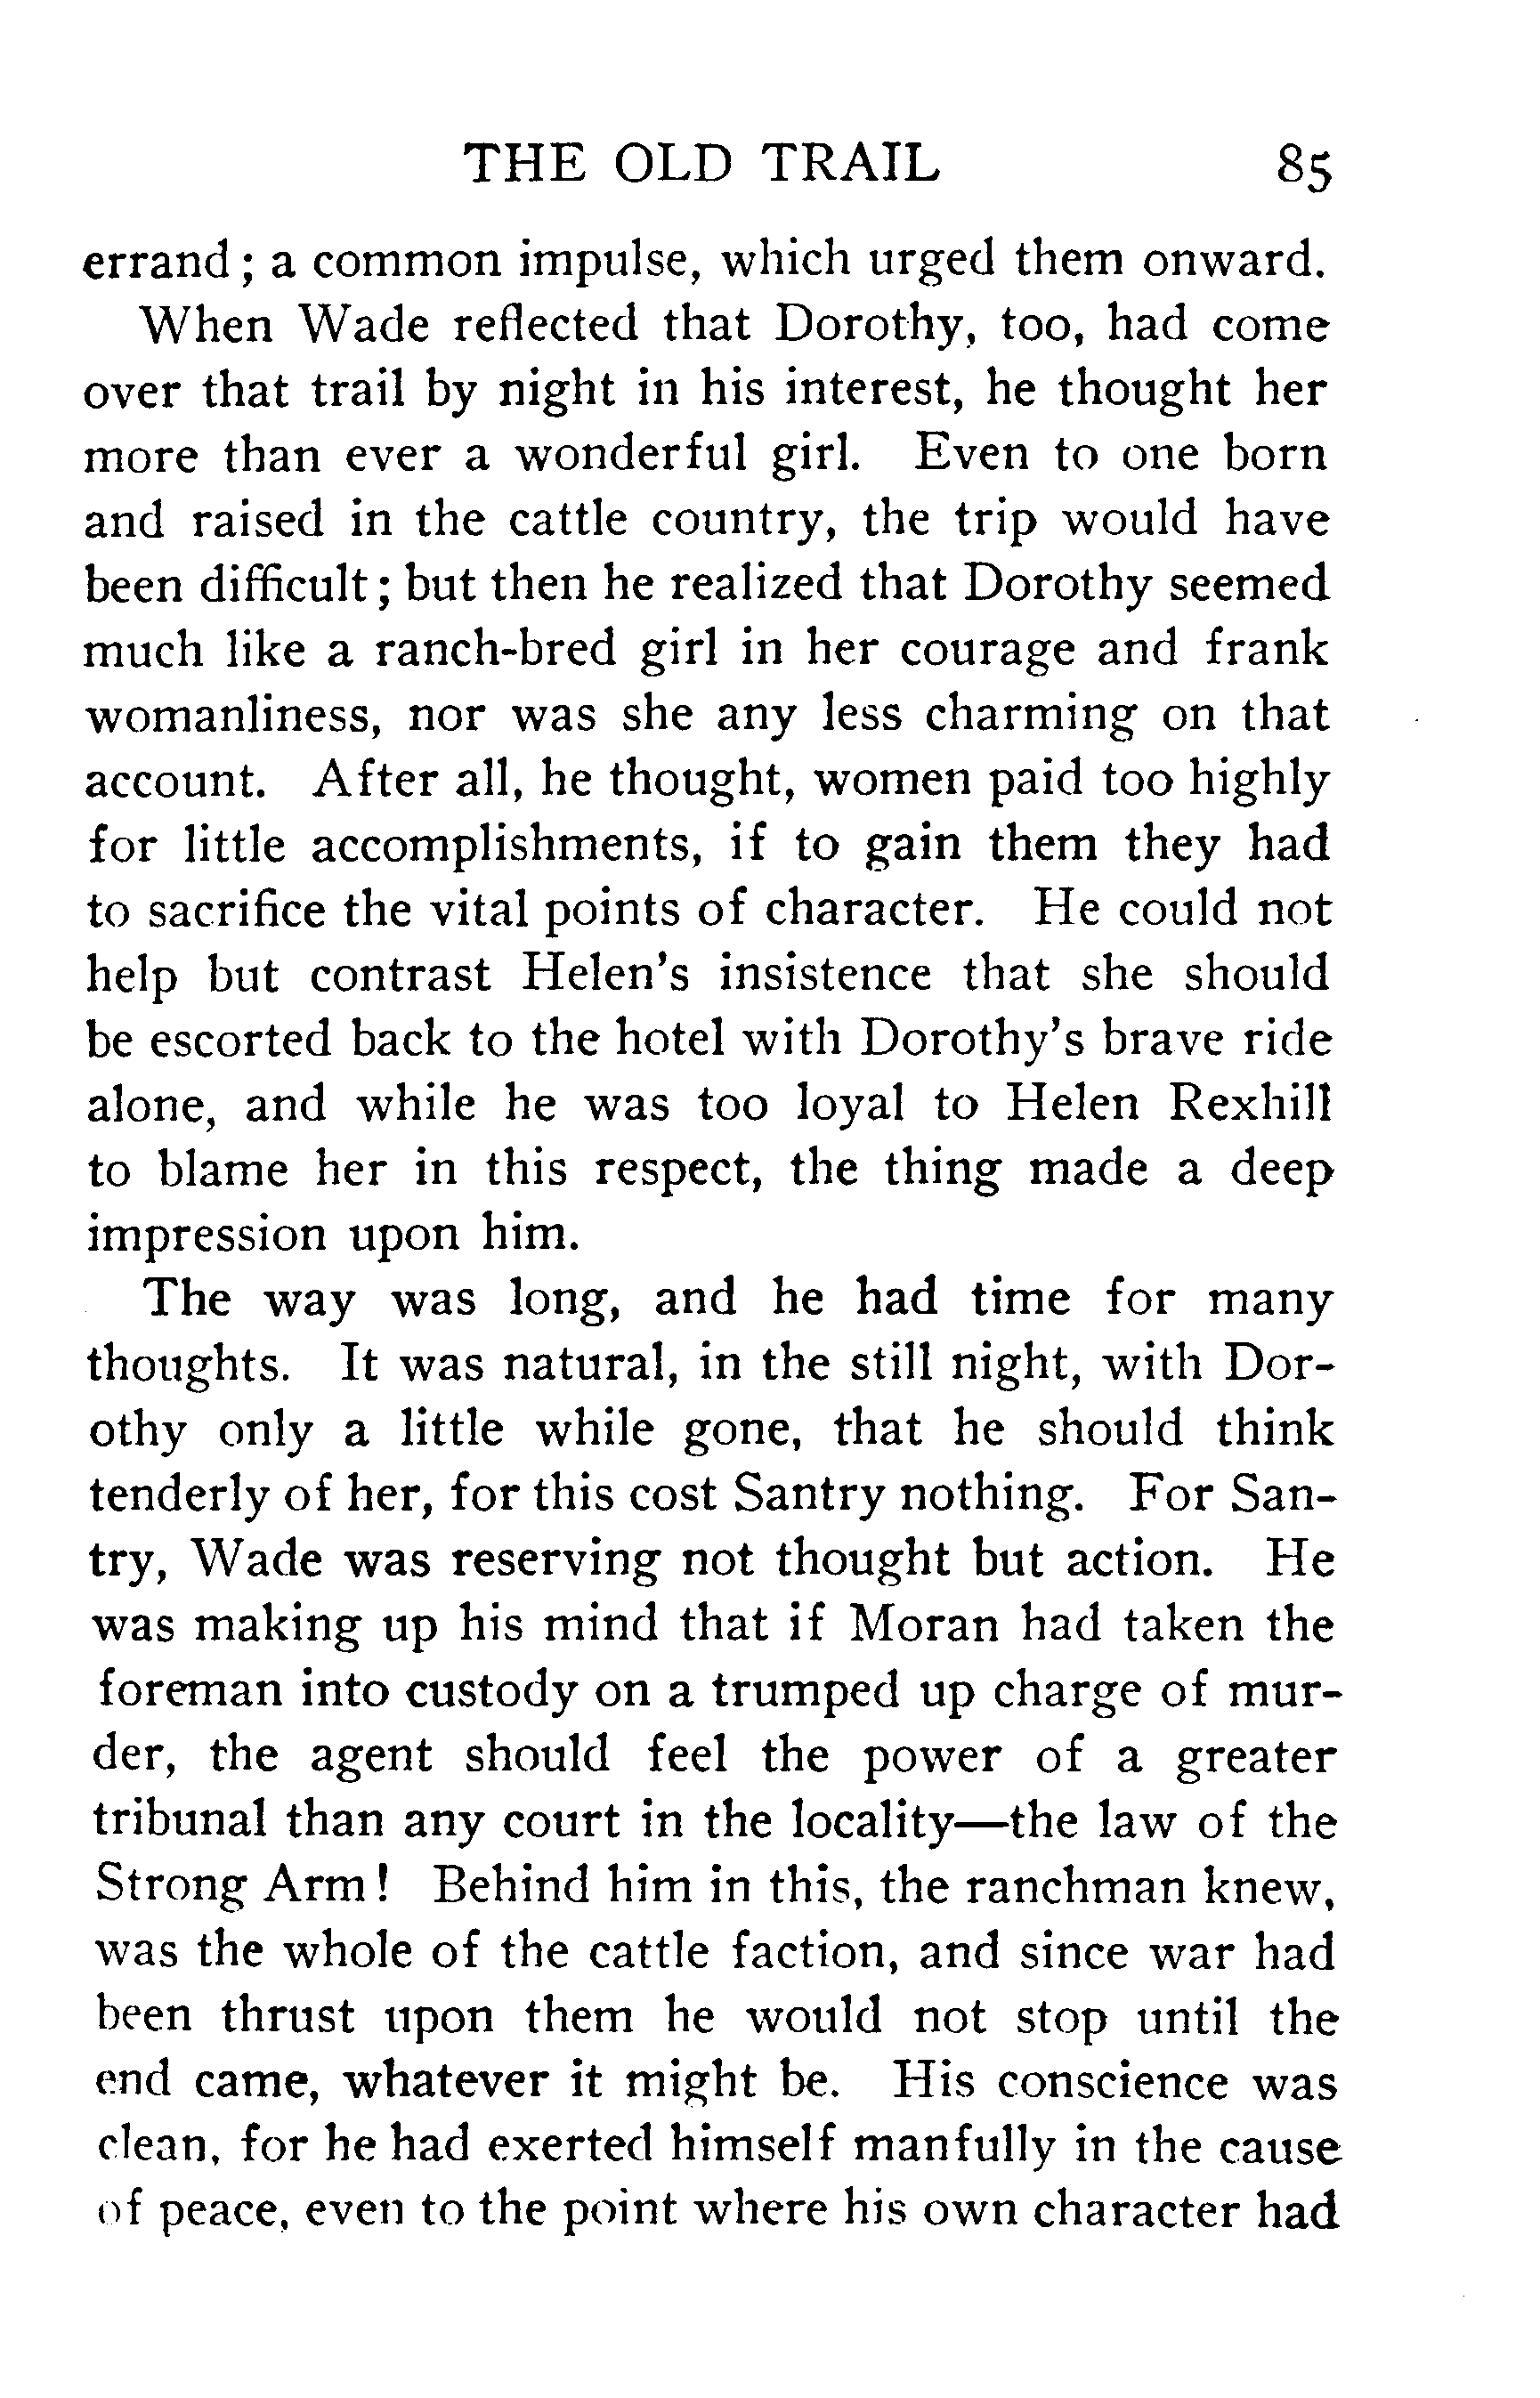 THE OLD TRAIL 85
errand; a common impulse, which urged them onward.
When Wade reflected that Dorothy, too, had come
over that trail by night in his interest, he thought her
more than ever a wonderful girl. Even to one born
and raised in the cattle country, the trip would have
been difficult; but then he realized that Dorothy seemed
much like a ranch-bred girl in her courage and frank
womanliness, nor was she any less charming on that
account. After all, he thought, women paid too highly
for little accomplishments, if to gain them they had
to sacrifice the vital points of character. He could not
help but contrast Helen's insistence that she should
be escorted back to the hotel with Dorothy's brave ride
alone, and while he was too loyal to Helen Rexhill
to blame her in this respect, the thing made a deep
impression upon him.
The way was long, and he had time for many
thoughts. It was natural, in the still night, with Dor-
othy only a little while gone, that he should think
tenderly of her, for this cost Santry nothing. For San-
try, Wade was reserving not thought but action. He
was making up his mind that if Moran had taken the
foreman into custody on a trumped up charge of mur-
der, the agent should feel the power of a greater
tribunal than any court in the locality—the law of the
Strong Arm! Behind him in this, the ranchman knew,
was the whole of the cattle faction, and since war had
been thrust upon them he would not stop until the
end came, whatever it might be. His conscience was
clean, for he had exerted himself manfully in the cause
of peace, even to the point where his own character had